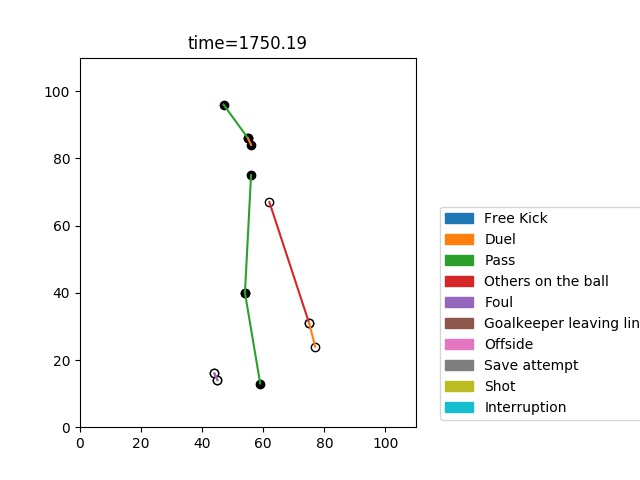 time=1750.19
100
80
60
40
20
0
0 20 40 60 80 100
Free Kick
Duel
Pass
Others on the ball
Foul
Goalkeeper leaving lin
Offside
Save attempt
Shot
Interruption